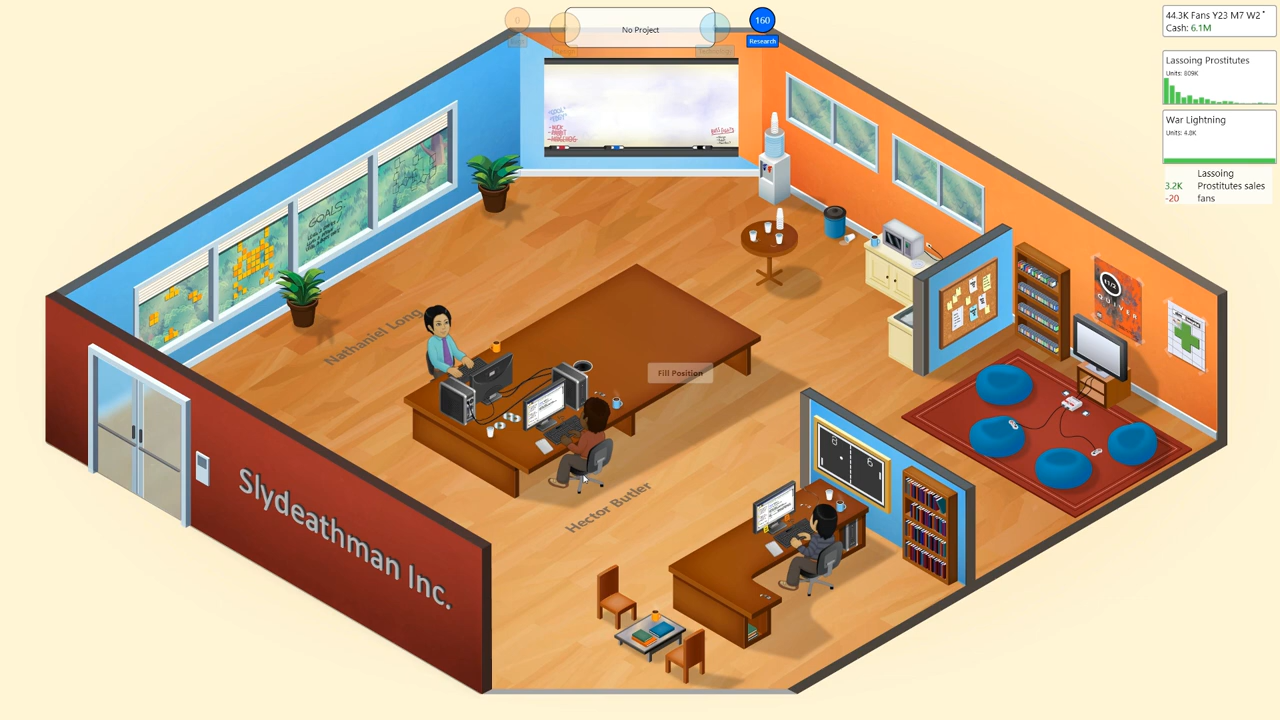 0
No Project
160
Research
44.3K Fans Y23 M7 W2
Cash: 6.1M
Lassoing Prostitutes
Units: 809K
War Lightning
Units: 4.8K
3.2K Lassoing Prostitutes sales
-20 fans
GOALS
Nathaniel Long
Fill Position
Hector Butler
Slydeathman Inc.
6 6